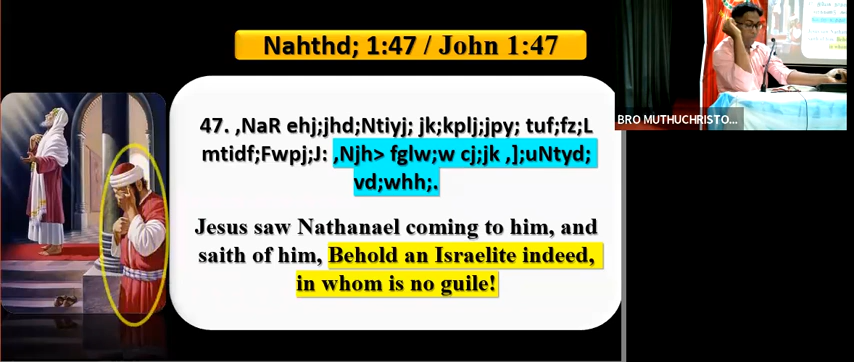 Nahthd; 1:47 / John 1:47
BRO MUTHUCHRISTO...
47. ,NaR ehj;jhd;Ntiyj; jk;kplj;jpy; tuf;fz;L
mtidf;Fwpj;J: ,Njh> fglw;w cj;jk ,];uNtyd;
vd;whh;.
Jesus saw Nathanael coming to him, and
saith of him, Behold an Israelite indeed,
in whom is no guile!